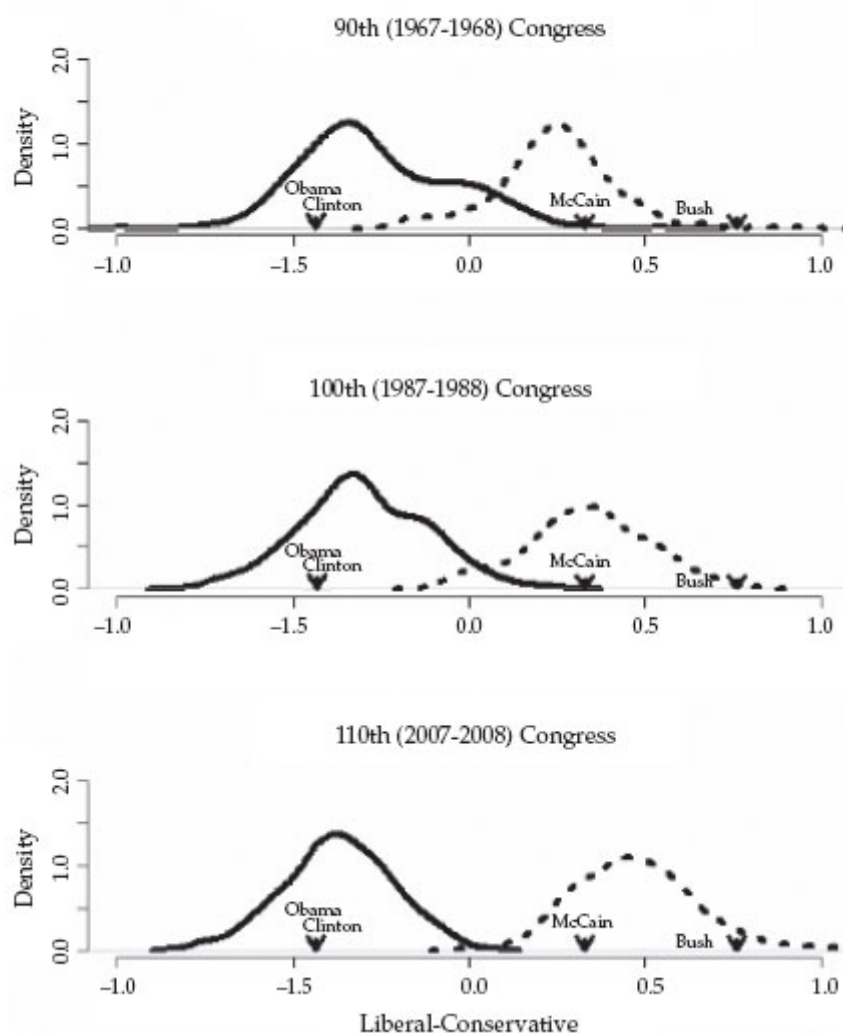 90th (1967-1968) Congress
2.0
1.0
0.0
Density
Obama
Clinton
McCain
Bush
–1.0
–1.5
0.0
0.5
1.0
100th (1987-1988) Congress
2.0
1.0
0.0
Density
Obama
Clinton
McCain
Bush
–1.0
–1.5
0.0
0.5
1.0
110th (2007-2008) Congress
2.0
1.0
0.0
Density
Obama
Clinton
McCain
Bush
–1.0
–1.5
0.0
0.5
1.0
Liberal-Conservative